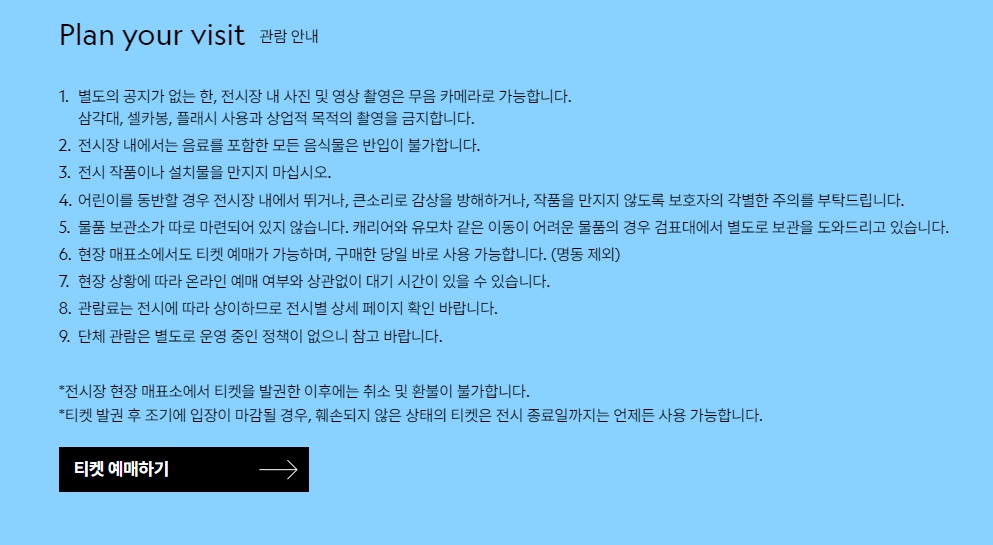 Plan your visit 관람 안내
1. 별도의 공지가 없는 한, 전시장 내 사진 및 영상 촬영은 무음 카메라로 가능합니다.
삼각대, 셀카봉, 플래시 사용과 상업적 목적의 촬영을 금지합니다.
2. 전시장 내에서는 음료를 포함한 모든 음식물은 반입이 불가합니다.
3. 전시 작품이나 설치물을 만지지 마십시오.
4. 어린이를 동반할 경우 전시장 내에서 뛰거나, 큰소리로 감상을 방해하거나, 작품을 만지지 않도록 보호자의 각별한 주의를 부탁드립니다.
5. 물품 보관소가 따로 마련되어 있지 않습니다. 캐리어와 유모차 같은 이동이 어려운 물품의 경우 검표대에서 별도로 보관을 도와드리고 있습니다.
6. 현장 매표소에서도 티켓 예매가 가능하며, 구매한 당일 바로 사용 가능합니다. (명동 제외)
7. 현장 상황에 따라 온라인 예매 여부와 상관없이 대기 시간이 있을 수 있습니다.
8. 관람료는 전시에 따라 상이하므로 전시별 상세 페이지 확인 바랍니다.
9. 단체 관람은 별도로 운영 중인 정책이 없으니 참고 바랍니다.
*전시장 현장 매표소에서 티켓을 발권한 이후에는 취소 및 환불이 불가합니다.
*티켓 발권 후 조기에 입장이 마감될 경우, 훼손되지 않은 상태의 티켓은 전시 종료일까지는 언제든 사용 가능합니다.
티켓 예매하기